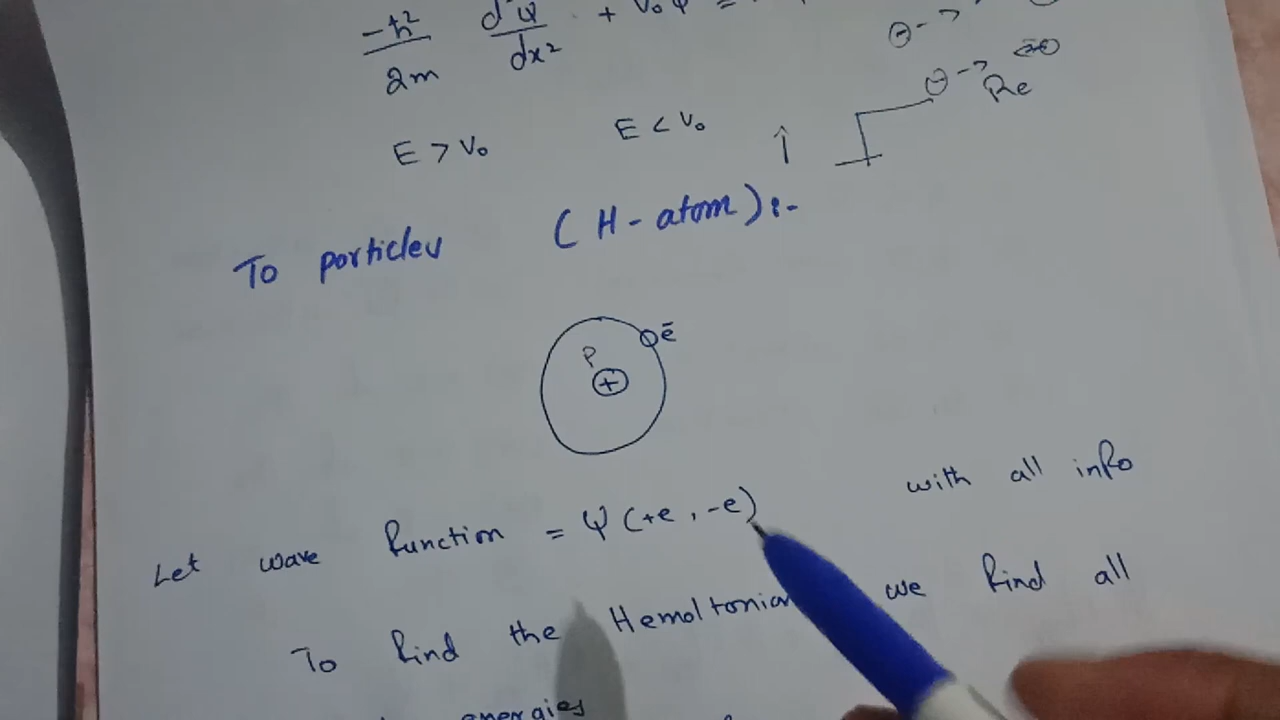 -ħ² d²ψ + V₀ψ =
2m dx²
θ →
θ → Re
E > V₀ E < V₀
To particles (H - atom) :-
P
+
ē
Let wave function = ψ (+e, -e) with all info
To find the Hemoltonian we find all
energies